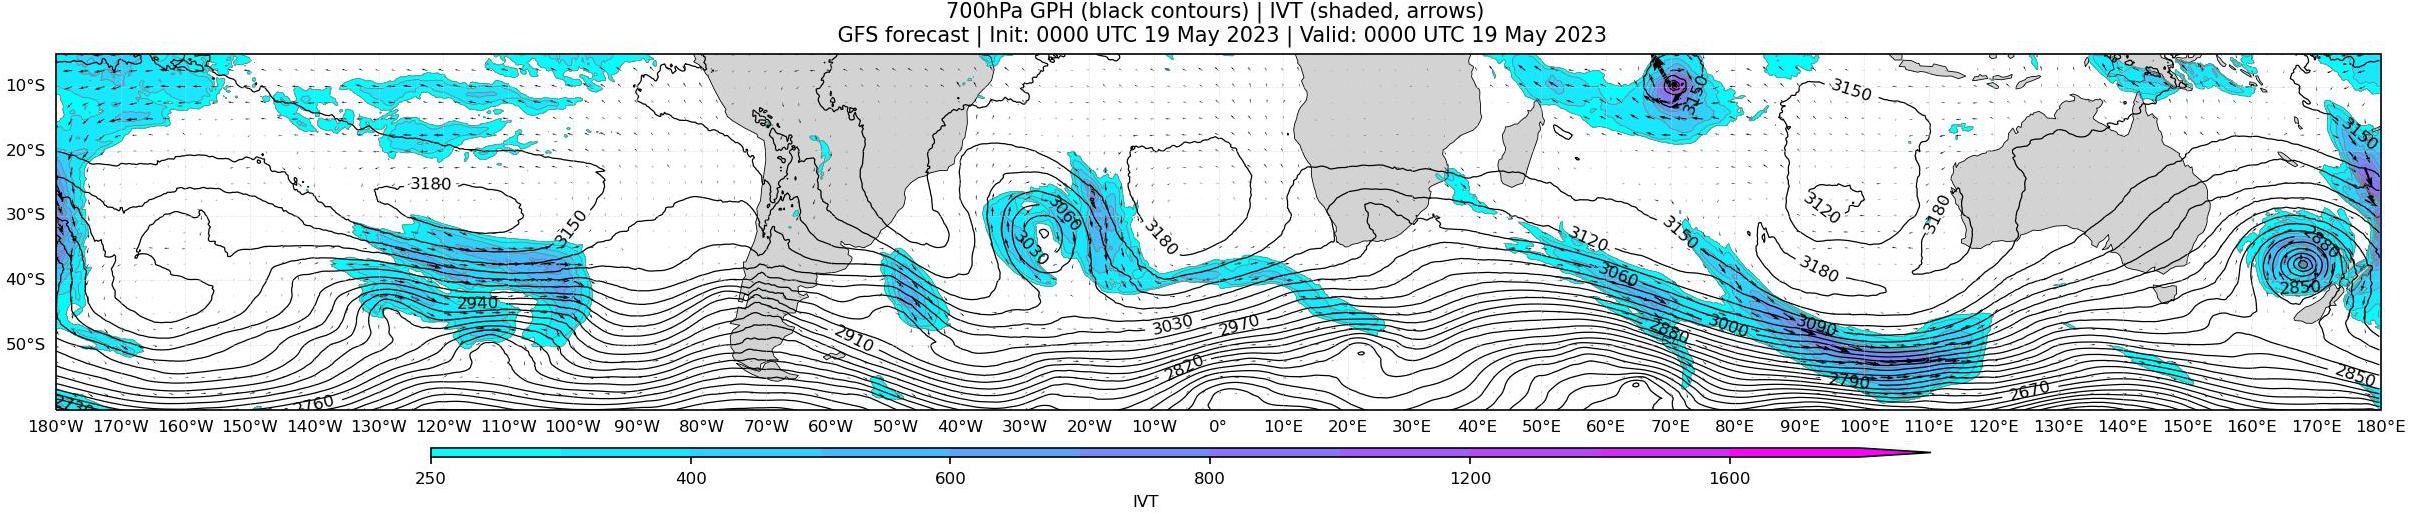 700hPa GPH (black contours) | IVT (shaded, arrows)
GFS forecast | Init: 0000 UTC 19 May 2023 | Valid: 0000 UTC 19 May 2023
10°S
20°S
30°S
40°S
50°S
3150
3150
3150
3180
3150
3060
3030
3180
3120
3180
3150
3120
3180
3060
2880
2850
2940
2910
3030
2970
2880
3000
3090
2820
2790
2670
2850
2730
2760
180°W 170°W 160°W 150°W 140°W 130°W 120°W 110°W 100°W 90°W 80°W 70°W 60°W 50°W 40°W 30°W 20°W 10°W 0° 10°E 20°E 30°E 40°E 50°E 60°E 70°E 80°E 90°E 100°E 110°E 120°E 130°E 140°E 150°E 160°E 170°E 180°E
250 400 600 800 1200 1600
IVT